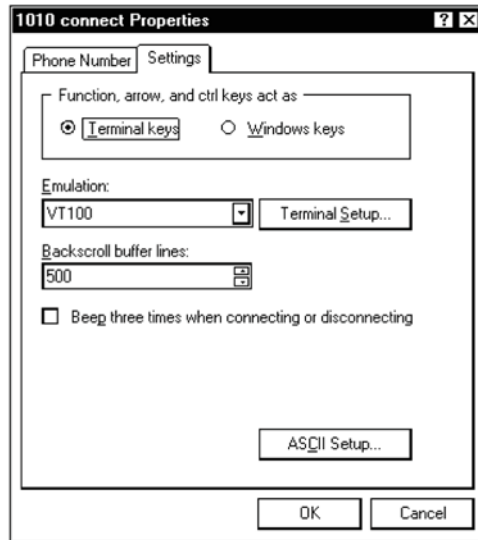 1010 connect Properties
Phone Number Settings
Function, arrow, and ctrl keys act as
Terminal keys Windows keys
Emulation:
VT100 Terminal Setup...
Backscroll buffer lines:
500
Beep three times when connecting or disconnecting
ASCII Setup...
OK Cancel